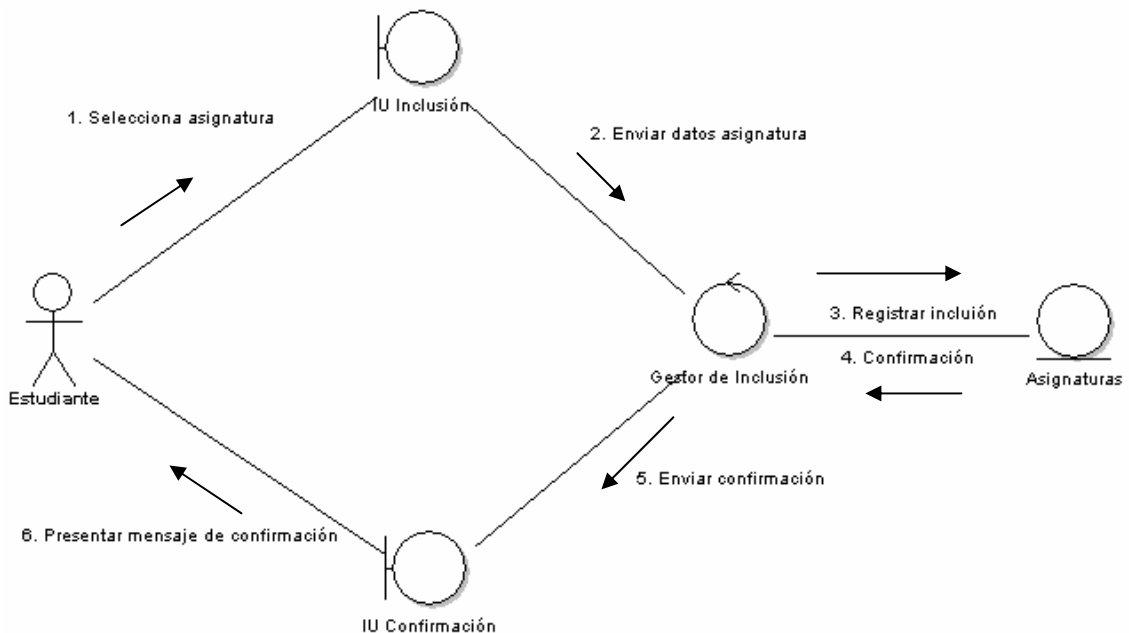 IU Inclusión
1. Selecciona asignatura
2. Enviar datos asignatura
3. Registrar incluión
4. Confirmación
Estudiante
Gestor de Inclusión
Asignaturas
5. Enviar confirmación
6. Presentar mensaje de confirmación
IU Confirmación